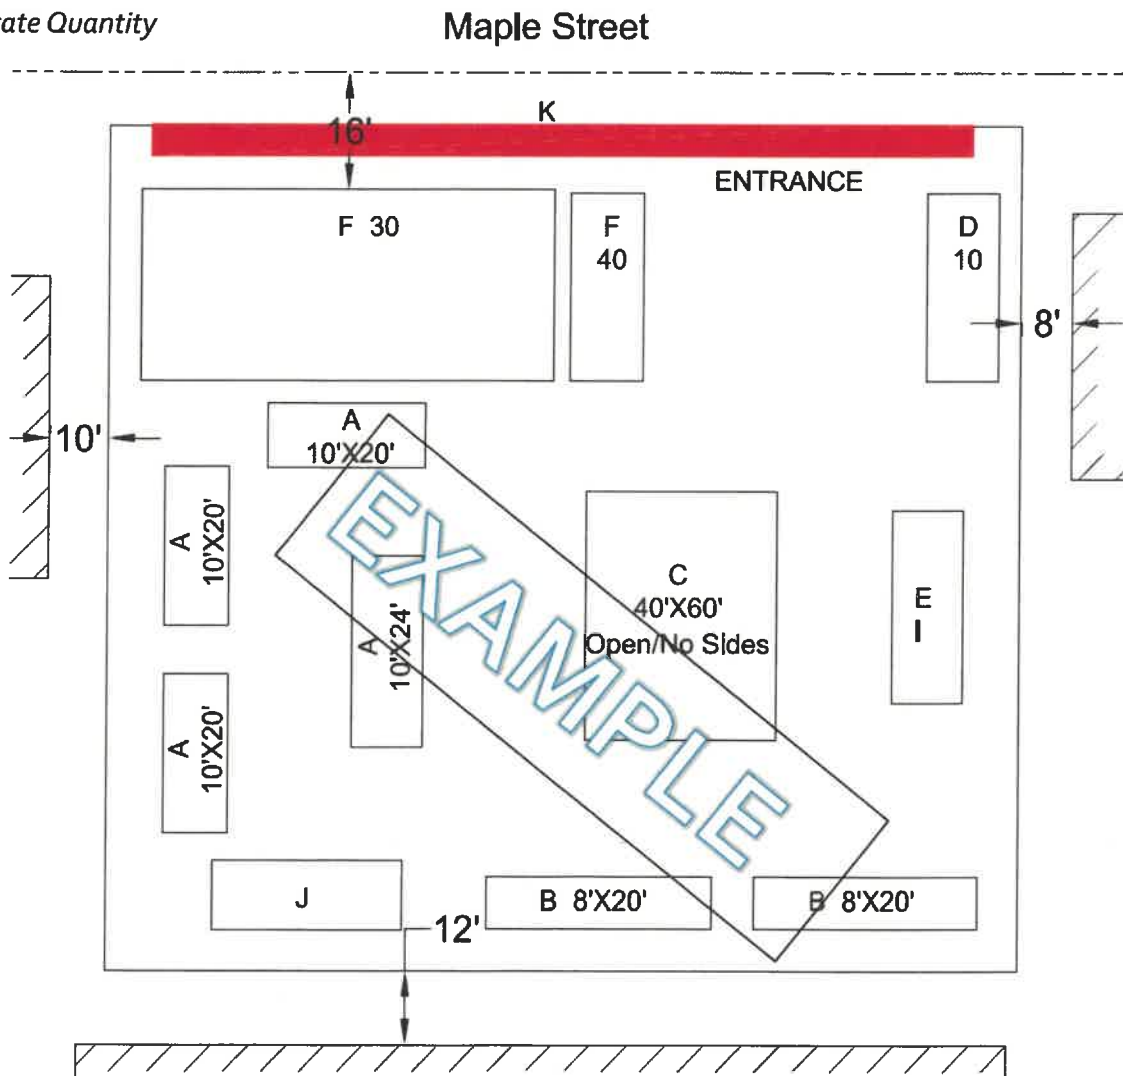 ate Quantity
Maple Street
K
16'
ENTRANCE
F 30
F
40
D
10
8'
10'
A
10'X20'
A
10'X20'
A
10'X24'
A
10'X20'
C
40'X60'
Open/No Sides
E
I
EXAMPLE
J
B 8'X20'
B 8'X20'
12'